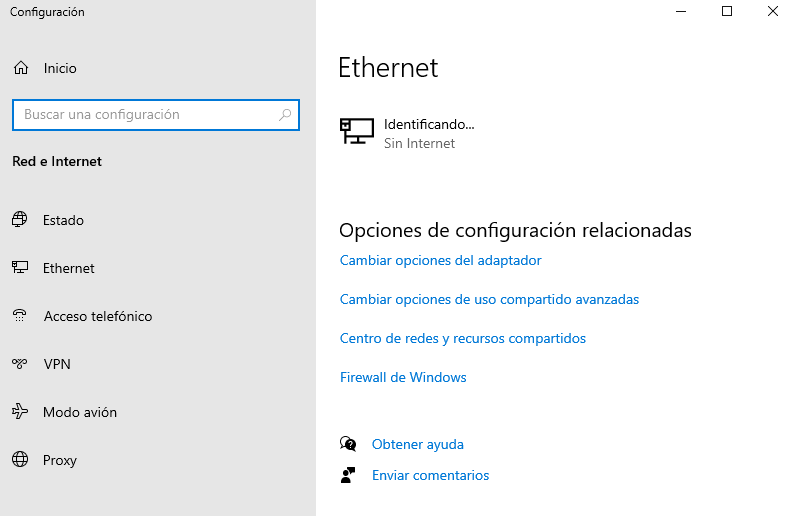 Configuración
Inicio
Buscar una configuración
Red e Internet
Estado
Ethernet
Acceso telefónico
VPN
Modo avión
Proxy
Ethernet
Identificando...
Sin Internet
Opciones de configuración relacionadas
Cambiar opciones del adaptador
Cambiar opciones de uso compartido avanzadas
Centro de redes y recursos compartidos
Firewall de Windows
Obtener ayuda
Enviar comentarios